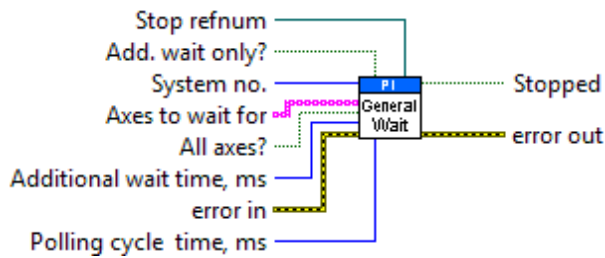 Stop refnum
Add. wait only?
System no.
Axes to wait for
All axes?
Additional wait time, ms
error in
Polling cycle time, ms
PI
General
Wait
Stopped
error out